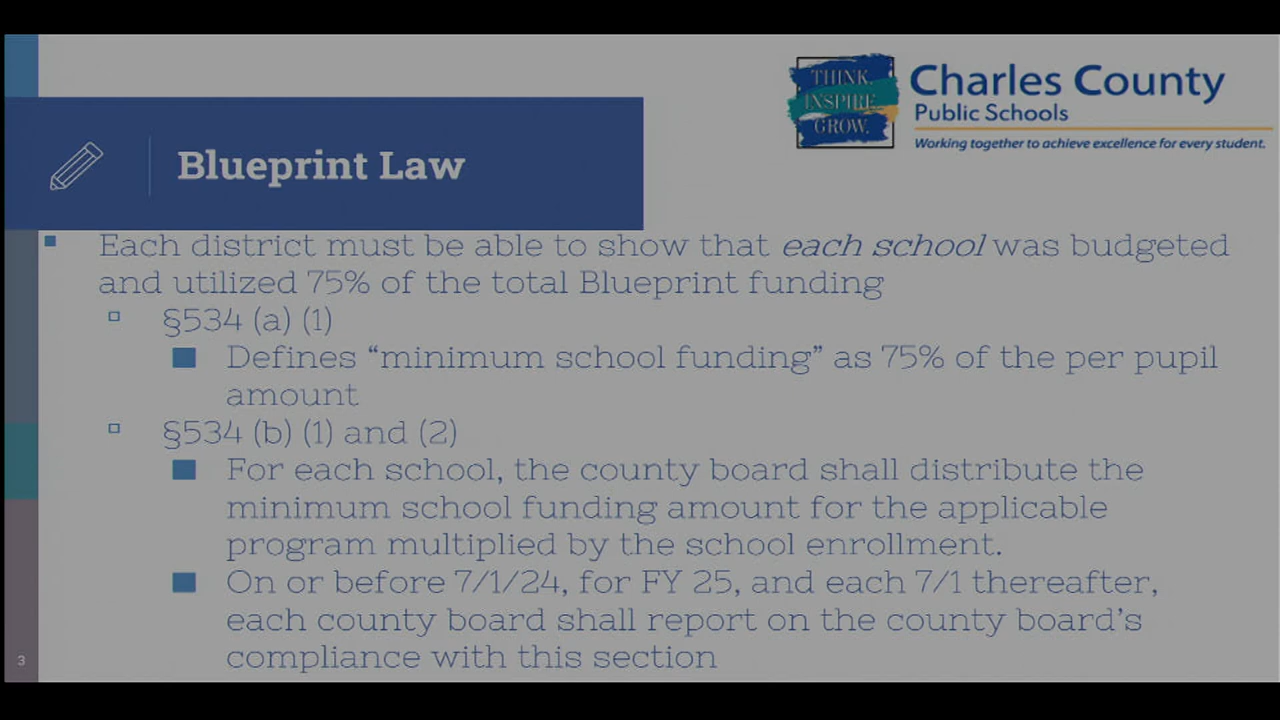 THINK.
INSPIRE.
GROW.
Charles County
Public Schools
Working together to achieve excellence for every student.
Blueprint Law
Each district must be able to show that each school was budgeted
and utilized 75% of the total Blueprint funding
§534 (a) (1)
Defines “minimum school funding” as 75% of the per pupil
amount
§534 (b) (1) and (2)
For each school, the county board shall distribute the
minimum school funding amount for the applicable
program multiplied by the school enrollment.
On or before 7/1/24, for FY 25, and each 7/1 thereafter,
each county board shall report on the county board’s
compliance with this section
3